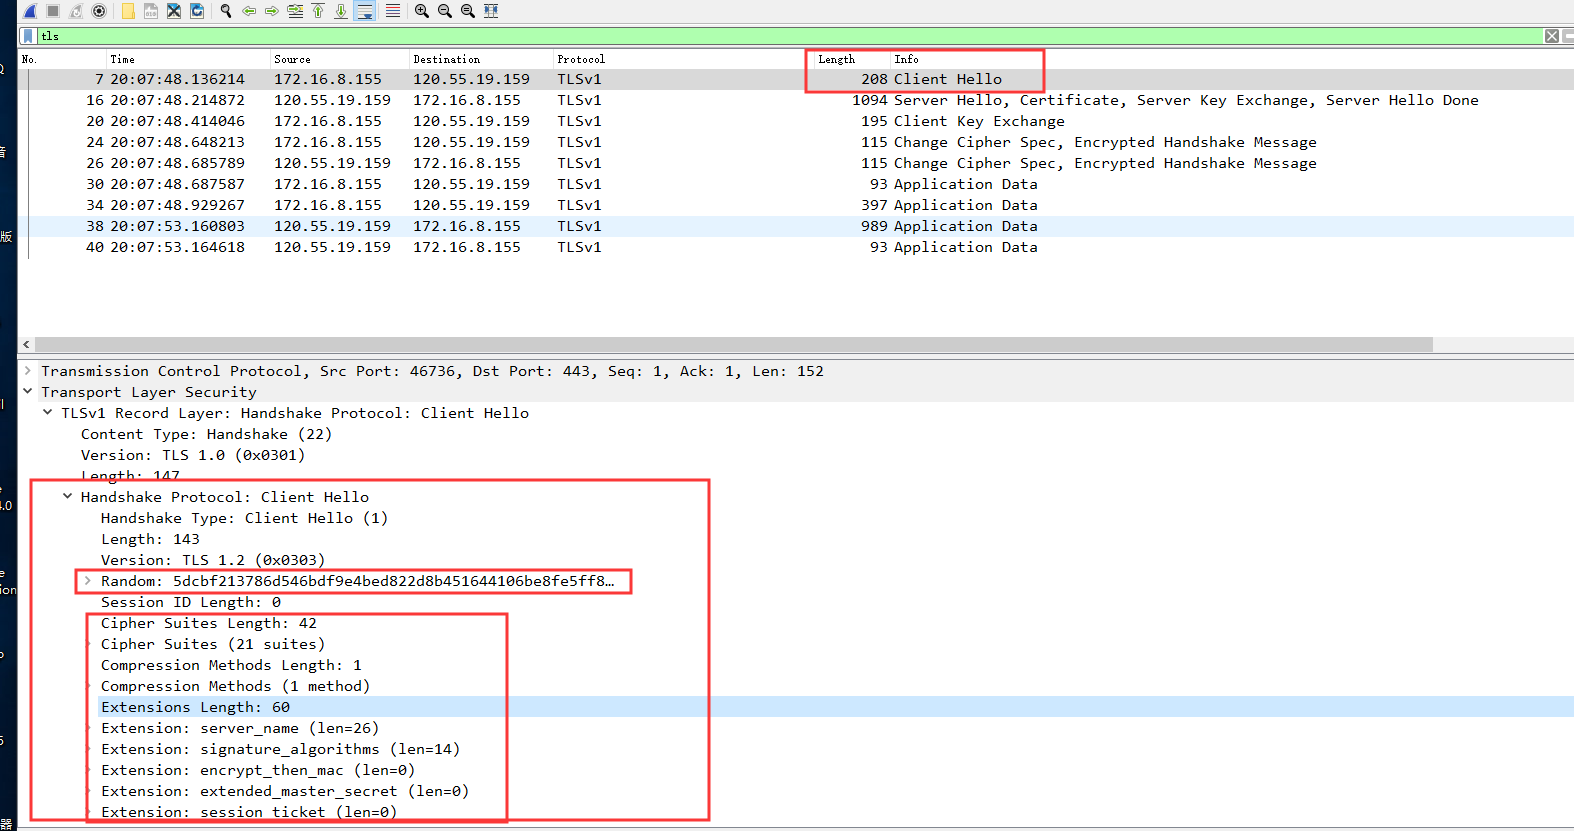 tls
No. Time Source Destination Protocol Length Info
7 20:07:48.136214 172.16.8.155 120.55.19.159 TLSv1 208 Client Hello
16 20:07:48.214872 120.55.19.159 172.16.8.155 TLSv1 1094 Server Hello, Certificate, Server Key Exchange, Server Hello Done
20 20:07:48.414046 172.16.8.155 120.55.19.159 TLSv1 195 Client Key Exchange
24 20:07:48.648213 172.16.8.155 120.55.19.159 TLSv1 115 Change Cipher Spec, Encrypted Handshake Message
26 20:07:48.685789 120.55.19.159 172.16.8.155 TLSv1 115 Change Cipher Spec, Encrypted Handshake Message
30 20:07:48.687587 172.16.8.155 120.55.19.159 TLSv1 93 Application Data
34 20:07:48.929267 172.16.8.155 120.55.19.159 TLSv1 397 Application Data
版
38 20:07:53.160803 120.55.19.159 172.16.8.155 TLSv1 989 Application Data
40 20:07:53.164618 120.55.19.159 172.16.8.155 TLSv1 93 Application Data
Transmission Control Protocol, Src Port: 46736, Dst Port: 443, Seq: 1, Ack: 1, Len: 152
Transport Layer Security
TLSv1 Record Layer: Handshake Protocol: Client Hello
Content Type: Handshake (22)
Version: TLS 1.0 (0x0301)
Length: 147
Handshake Protocol: Client Hello
Handshake Type: Client Hello (1)
Length: 143
Version: TLS 1.2 (0x0303)
Random: 5dcbf213786d546bdf9e4bed822d8b451644106be8fe5ff8…
Session ID Length: 0
Cipher Suites Length: 42
Cipher Suites (21 suites)
Compression Methods Length: 1
Compression Methods (1 method)
Extensions Length: 60
Extension: server_name (len=26)
Extension: signature_algorithms (len=14)
Extension: encrypt_then_mac (len=0)
Extension: extended_master_secret (len=0)
Extension: session_ticket (len=0)
器